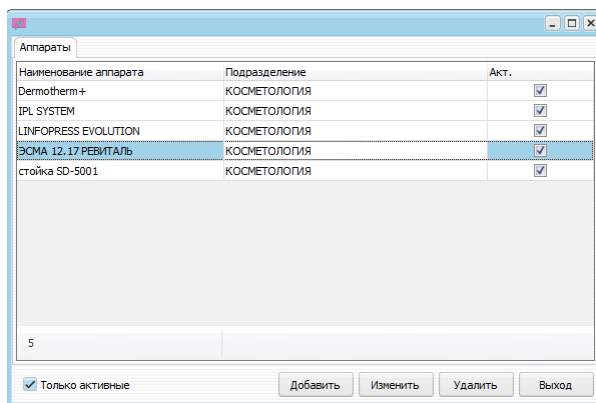 Аппараты
Наименование аппарата Подразделение Акт.
Dermotherm+ КОСМЕТОЛОГИЯ
IPL SYSTEM КОСМЕТОЛОГИЯ
LINFOPRESS EVOLUTION КОСМЕТОЛОГИЯ
ЭСМА 12.17 РЕВИТАЛЬ КОСМЕТОЛОГИЯ
стойка SD-5001 КОСМЕТОЛОГИЯ
5
Только активные Добавить Изменить Удалить Выход